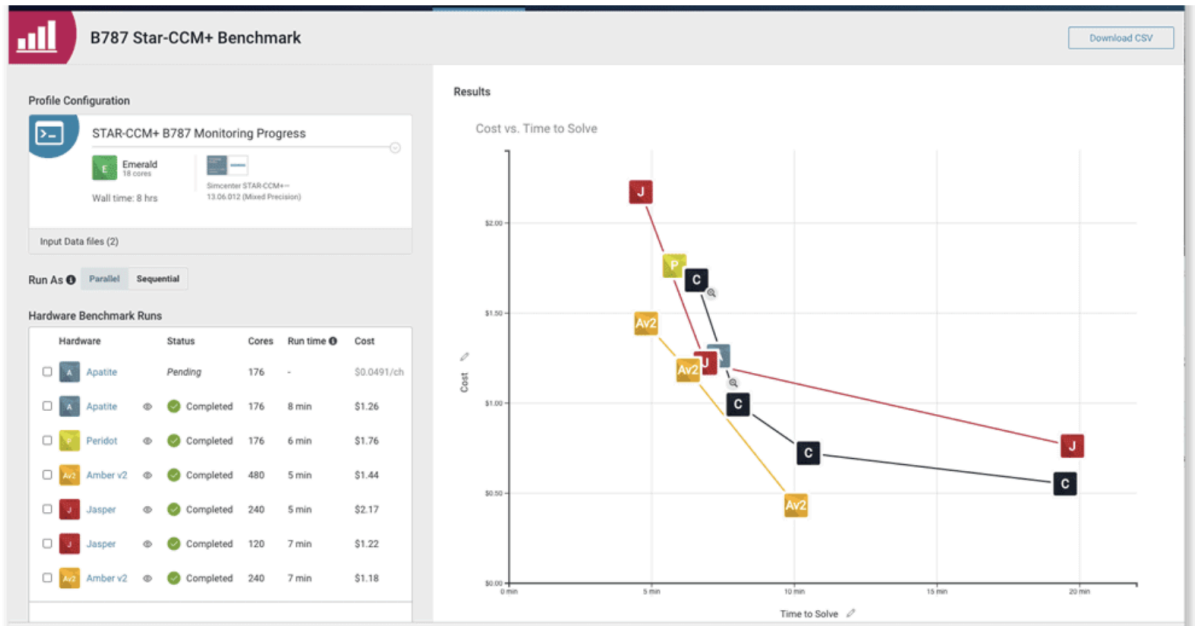 B787 Star-CCM+ Benchmark
Download CSV
Profile Configuration
STAR-CCM+ B787 Monitoring Progress
E
Emerald
18 cores
Wall time: 8 hrs
Simcenter STAR-CCM+—
13.06.012 (Mixed Precision)
Input Data files (2)
Run As
Parallel
Sequential
Hardware Benchmark Runs
Hardware Status Cores Run time Cost
A Apatite Pending 176 - $0.0491/ch
A Apatite Completed 176 8 min $1.26
P Peridot Completed 176 6 min $1.76
Av2 Amber v2 Completed 480 5 min $1.44
J Jasper Completed 240 5 min $2.17
J Jasper Completed 120 7 min $1.22
Av2 Amber v2 Completed 240 7 min $1.18
Results
Cost vs. Time to Solve
J
$2.00
P
C
$1.50
Av2
A
J
Av2
Cost
$1.00
C
J
C
C
$0.50
Av2
$0.00
0 min 5 min 10 min 15 min 20 min
Time to Solve